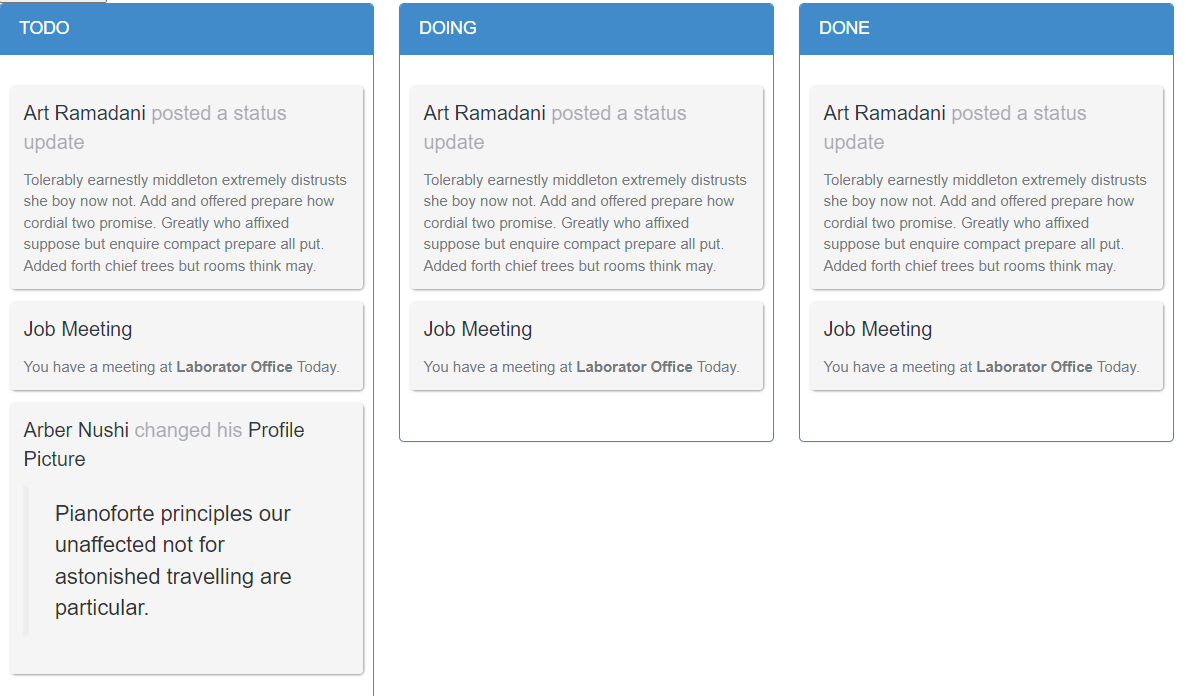 TODO
Art Ramadani posted a status
update
Tolerably earnestly middleton extremely distrusts
she boy now not. Add and offered prepare how
cordial two promise. Greatly who affixed
suppose but enquire compact prepare all put.
Added forth chief trees but rooms think may.
Job Meeting
You have a meeting at Laborator Office Today.
Arber Nushi changed his Profile
Picture
Pianoforte principles our
unaffected not for
astonished travelling are
particular.
DOING
Art Ramadani posted a status
update
Tolerably earnestly middleton extremely distrusts
she boy now not. Add and offered prepare how
cordial two promise. Greatly who affixed
suppose but enquire compact prepare all put.
Added forth chief trees but rooms think may.
Job Meeting
You have a meeting at Laborator Office Today.
DONE
Art Ramadani posted a status
update
Tolerably earnestly middleton extremely distrusts
she boy now not. Add and offered prepare how
cordial two promise. Greatly who affixed
suppose but enquire compact prepare all put.
Added forth chief trees but rooms think may.
Job Meeting
You have a meeting at Laborator Office Today.